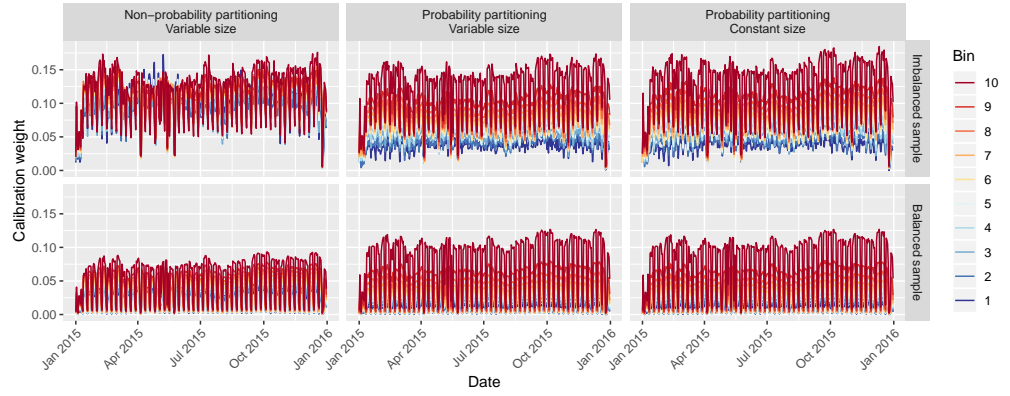 Non−probability partitioning
Variable size
Probability partitioning
Variable size
Probability partitioning
Constant size
Calibration weight
0.15
0.10
0.05
0.00
Imbalanced sample
0.15
0.10
0.05
0.00
Balanced sample
Jan 2015
Apr 2015
Jul 2015
Oct 2015
Jan 2016
Jan 2015
Apr 2015
Jul 2015
Oct 2015
Jan 2016
Jan 2015
Apr 2015
Jul 2015
Oct 2015
Jan 2016
Date
Bin
10
9
8
7
6
5
4
3
2
1